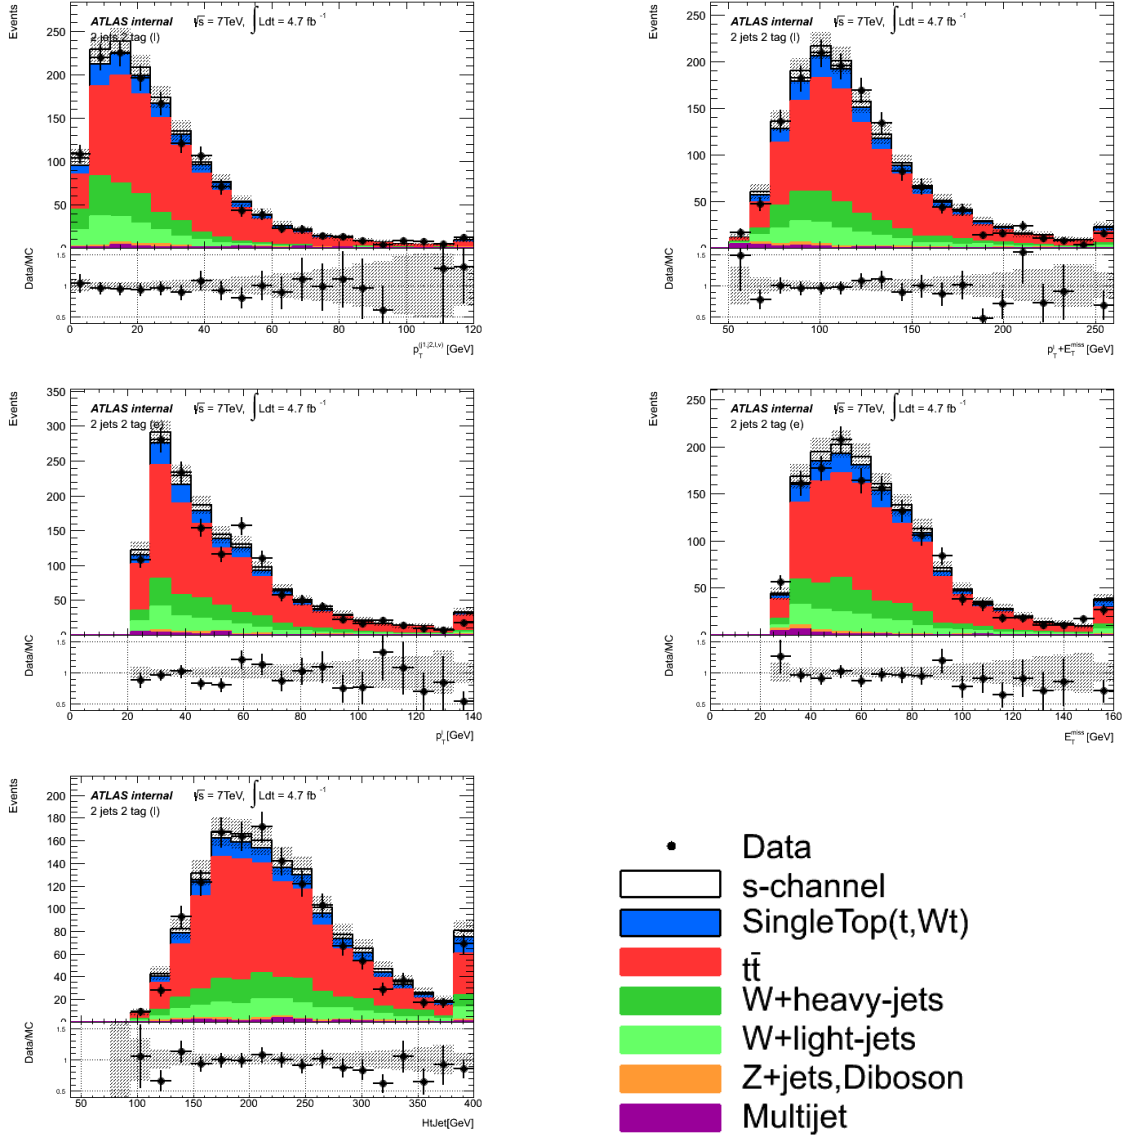 Events
ATLAS internal √s = 7TeV, ∫ Ldt = 4.7 fb⁻¹
2 jets 2 tag (l)
250
200
150
100
50
0
Data/MC
1.5
1
0.5
0 20 40 60 80 100 120
p_T^(j1,j2,l,ν) [GeV]
Events
ATLAS internal √s = 7TeV, ∫ Ldt = 4.7 fb⁻¹
2 jets 2 tag (l)
250
200
150
100
50
0
Data/MC
1.5
1
0.5
50 100 150 200 250
p_T^l+E_T^miss [GeV]
Events
ATLAS internal √s = 7TeV, ∫ Ldt = 4.7 fb⁻¹
2 jets 2 tag (e)
350
300
250
200
150
100
50
0
Data/MC
1.5
1
0.5
0 20 40 60 80 100 120 140
p_T^l [GeV]
Events
ATLAS internal √s = 7TeV, ∫ Ldt = 4.7 fb⁻¹
2 jets 2 tag (e)
250
200
150
100
50
0
Data/MC
1.5
1
0.5
0 20 40 60 80 100 120 140 160
E_T^miss [GeV]
Events
ATLAS internal √s = 7TeV, ∫ Ldt = 4.7 fb⁻¹
2 jets 2 tag (l)
200
180
160
140
120
100
80
60
40
20
0
Data/MC
1.5
1
0.5
50 100 150 200 250 300 350 400
HtJet[GeV]
Data
s-channel
SingleTop(t,Wt)
tt̄
W+heavy-jets
W+light-jets
Z+jets,Diboson
Multijet